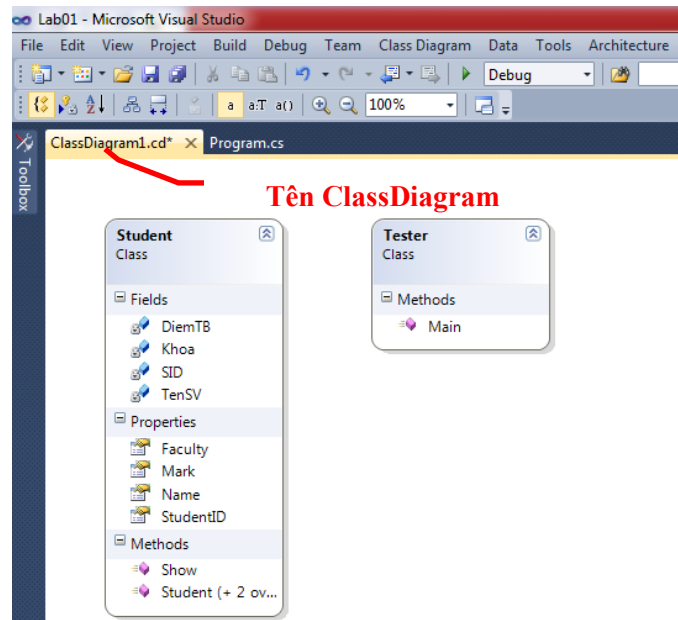 Lab01 - Microsoft Visual Studio
File Edit View Project Build Debug Team Class Diagram Data Tools Architecture
Debug
a a:T a() 100%
ClassDiagram1.cd* Program.cs
Toolbox
Tên ClassDiagram
Student
Class
Fields
DiemTB
Khoa
SID
TenSV
Properties
Faculty
Mark
Name
StudentID
Methods
Show
Student (+ 2 ov...
Tester
Class
Methods
Main